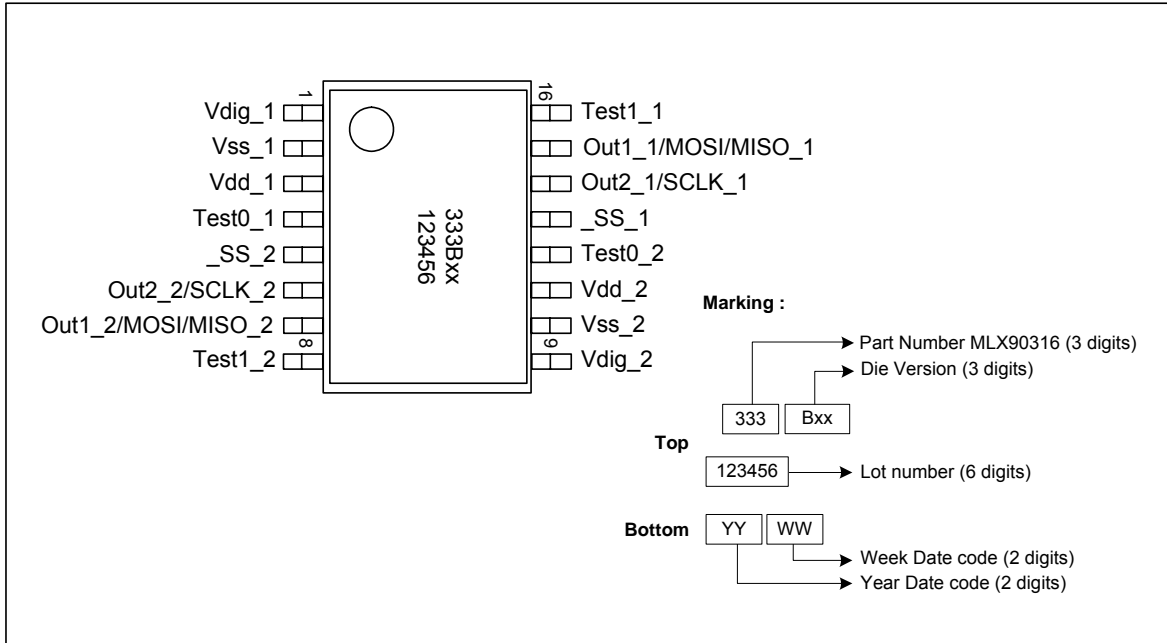 1
16
Vdig_1
Test1_1
Vss_1
Out1_1/MOSI/MISO_1
Vdd_1
Out2_1/SCLK_1
Test0_1
_SS_1
_SS_2
Test0_2
Out2_2/SCLK_2
Vdd_2
Out1_2/MOSI/MISO_2
Vss_2
Test1_2
Vdig_2
8
9
333Bxx
123456
Marking :
Part Number MLX90316 (3 digits)
Die Version (3 digits)
333 Bxx
Top
123456 Lot number (6 digits)
Bottom YY WW
Week Date code (2 digits)
Year Date code (2 digits)